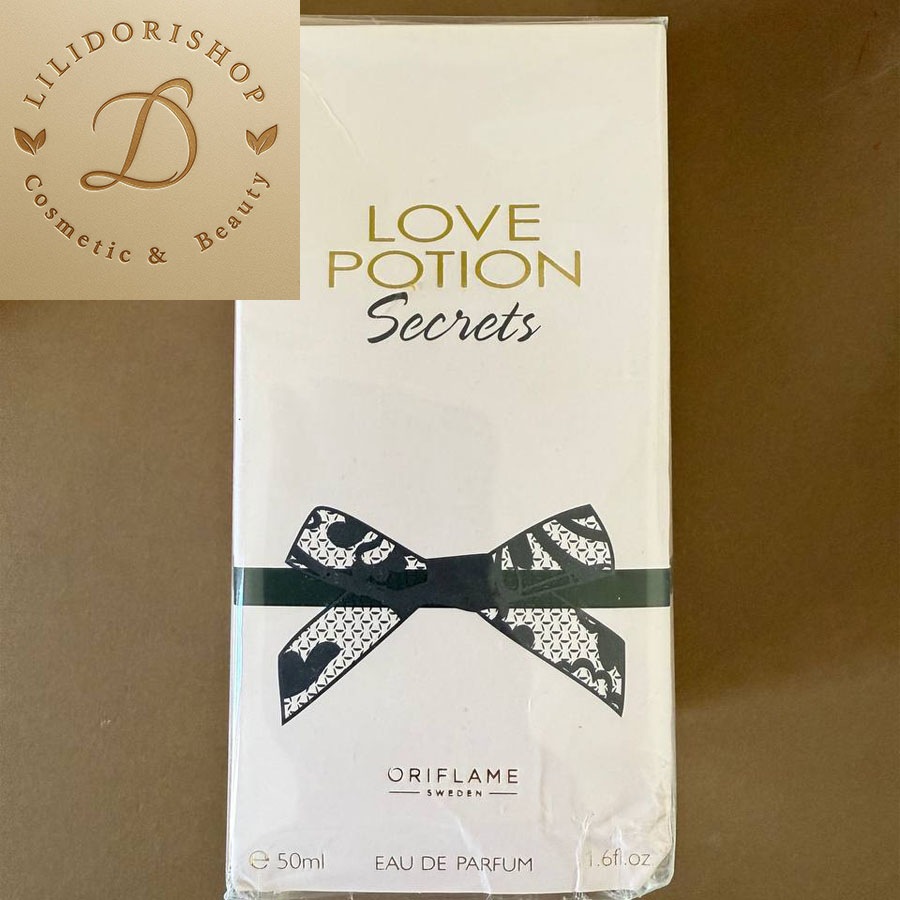 LILIDORISHOP
D
Cosmetic & Beauty
LOVE
POTION
Secrets
ORIFLAME
SWEDEN
e 50ml
EAU DE PARFUM
1.6fl.oz